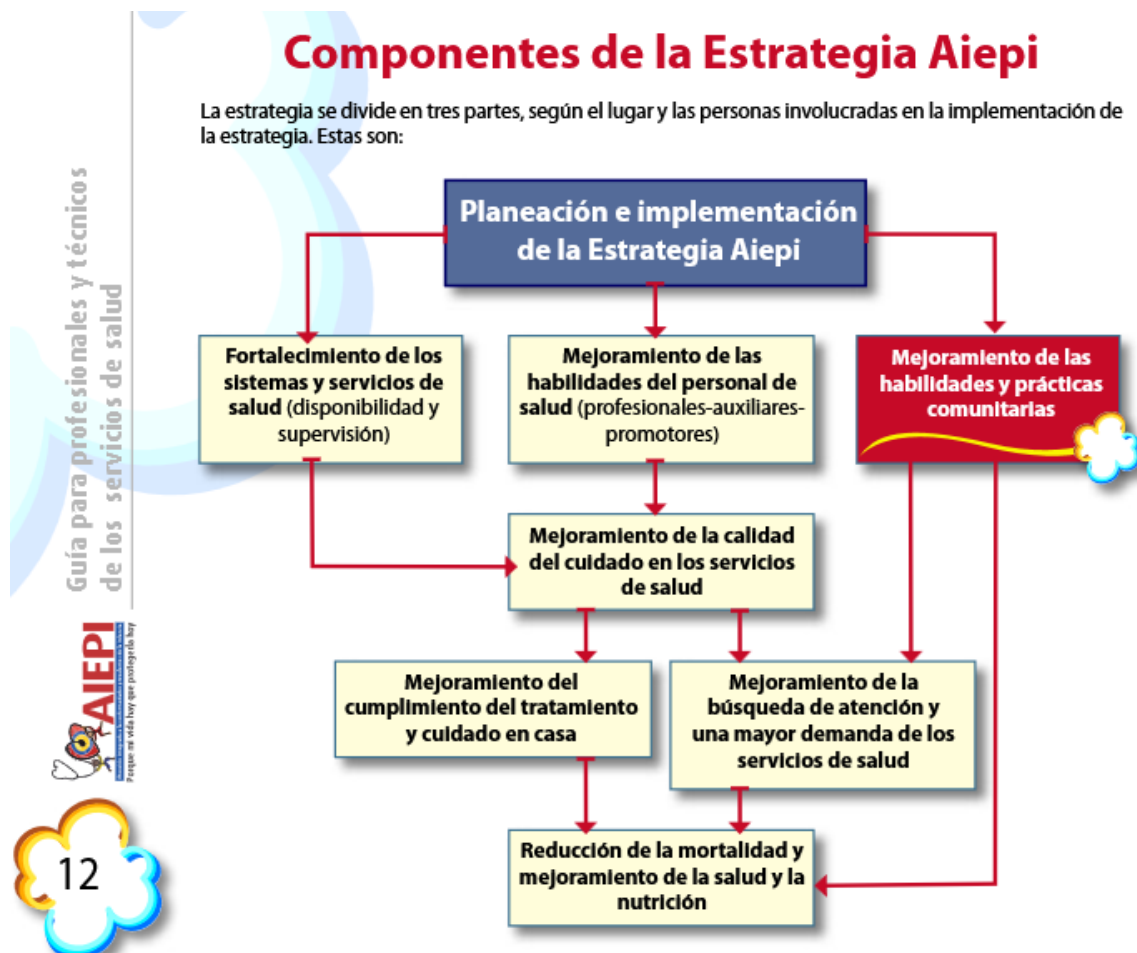 Componentes de la Estrategia Aiepi
La estrategia se divide en tres partes, según el lugar y las personas involucradas en la implementación de
la estrategia. Estas son:
Planeación e implementación
de la Estrategia Aiepi
Fortalecimiento de los
sistemas y servicios de
salud (disponibilidad y
supervisión)
Mejoramiento de las
habilidades del personal de
salud (profesionales-auxiliares-
promotores)
Mejoramiento de las
habilidades y prácticas
comunitarias
Mejoramiento de la calidad
del cuidado en los servicios
de salud
Mejoramiento del
cumplimiento del tratamiento
y cuidado en casa
Mejoramiento de la
búsqueda de atención y
una mayor demanda de los
servicios de salud
Reducción de la mortalidad y
mejoramiento de la salud y la
nutrición
Guía para profesionales y técnicos
de los servicios de salud
AIEPI
Porque mi vida hay que protegerla hoy
12